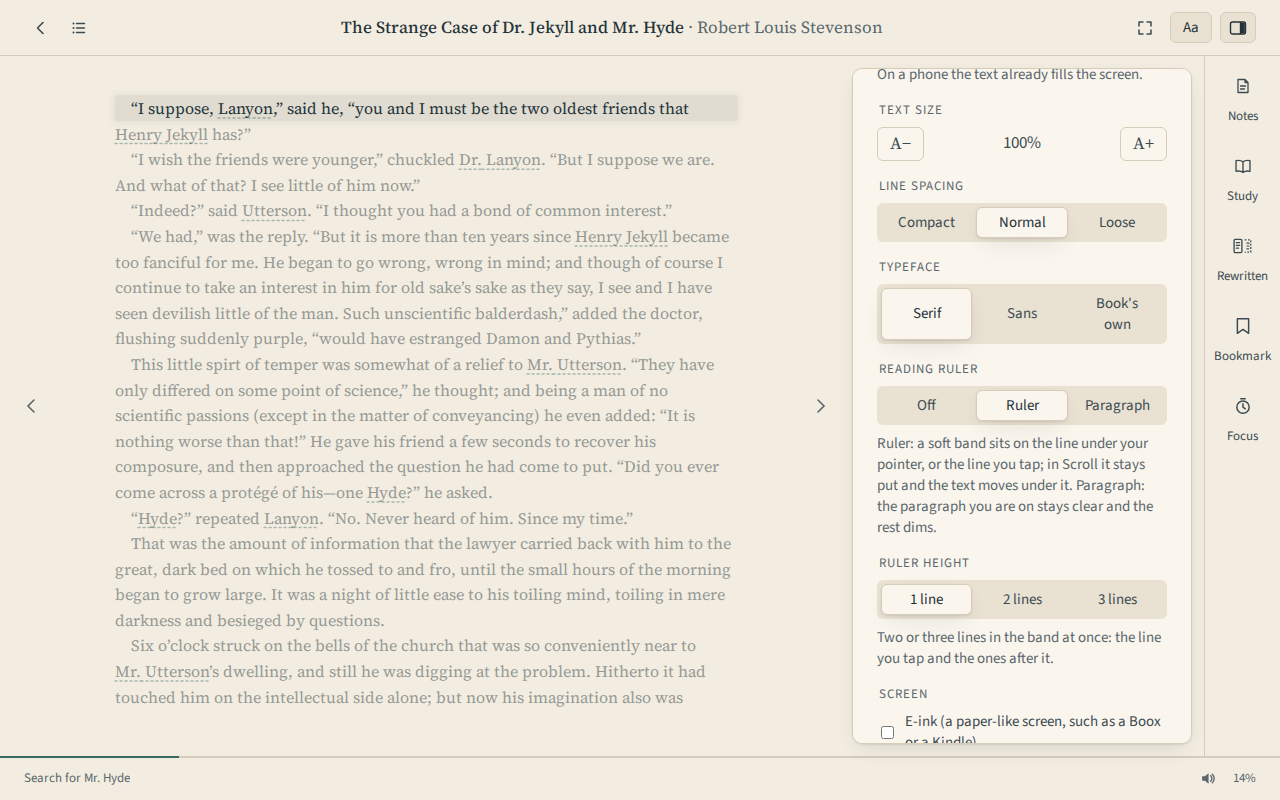 The Strange Case of Dr. Jekyll and Mr. Hyde · Robert Louis Stevenson
Aa
“I suppose, Lanyon,” said he, “you and I must be the two oldest friends that
Henry Jekyll has?”
“I wish the friends were younger,” chuckled Dr. Lanyon. “But I suppose we are.
And what of that? I see little of him now.”
“Indeed?” said Utterson. “I thought you had a bond of common interest.”
“We had,” was the reply. “But it is more than ten years since Henry Jekyll became
too fanciful for me. He began to go wrong, wrong in mind; and though of course I
continue to take an interest in him for old sake’s sake as they say, I see and I have
seen devilish little of the man. Such unscientific balderdash,” added the doctor,
flushing suddenly purple, “would have estranged Damon and Pythias.”
This little spirt of temper was somewhat of a relief to Mr. Utterson. “They have
only differed on some point of science,” he thought; and being a man of no
scientific passions (except in the matter of conveyancing) he even added: “It is
nothing worse than that!” He gave his friend a few seconds to recover his
composure, and then approached the question he had come to put. “Did you ever
come across a protégé of his—one Hyde?” he asked.
“Hyde?” repeated Lanyon. “No. Never heard of him. Since my time.”
That was the amount of information that the lawyer carried back with him to the
great, dark bed on which he tossed to and fro, until the small hours of the morning
began to grow large. It was a night of little ease to his toiling mind, toiling in mere
darkness and besieged by questions.
Six o’clock struck on the bells of the church that was so conveniently near to
Mr. Utterson’s dwelling, and still he was digging at the problem. Hitherto it had
touched him on the intellectual side alone; but now his imagination also was
On a phone the text already fills the screen.
TEXT SIZE
A− 100% A+
LINE SPACING
Compact Normal Loose
TYPEFACE
Serif Sans Book's own
READING RULER
Off Ruler Paragraph
Ruler: a soft band sits on the line under your
pointer, or the line you tap; in Scroll it stays
put and the text moves under it. Paragraph:
the paragraph you are on stays clear and the
rest dims.
RULER HEIGHT
1 line 2 lines 3 lines
Two or three lines in the band at once: the line
you tap and the ones after it.
SCREEN
E-ink (a paper-like screen, such as a Boox
or a Kindle)
Notes
Study
Rewritten
Bookmark
Focus
Search for Mr. Hyde
14%